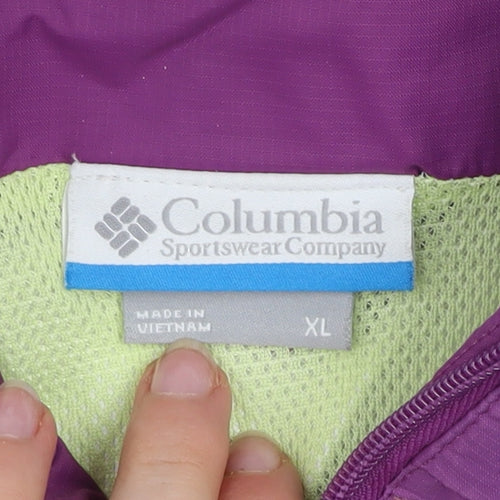 Columbia
Sportswear Company
MADE IN
VIETNAM
XL